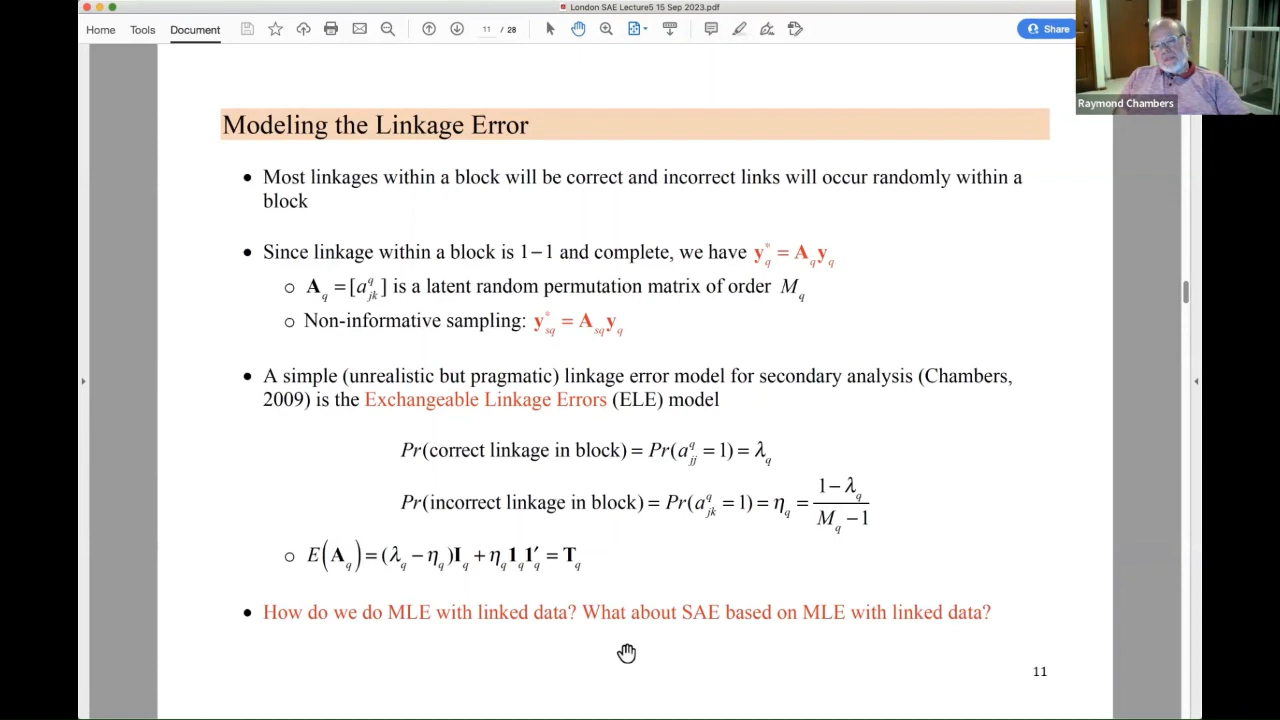 London SAE Lecture5 15 Sep 2023.pdf
Home Tools Document 11 / 28 Share
Raymond Chambers
Modeling the Linkage Error
• Most linkages within a block will be correct and incorrect links will occur randomly within a
block
• Since linkage within a block is 1−1 and complete, we have y*q = Aqyq
○ Aq = [a^q_jk] is a latent random permutation matrix of order Mq
○ Non-informative sampling: y*sq = Asqyq
• A simple (unrealistic but pragmatic) linkage error model for secondary analysis (Chambers,
2009) is the Exchangeable Linkage Errors (ELE) model
Pr(correct linkage in block) = Pr(a^q_jj = 1) = λq
Pr(incorrect linkage in block) = Pr(a^q_jk = 1) = ηq = (1 − λq) / (Mq − 1)
○ E(Aq) = (λq − ηq)Iq + ηq1q1′q = Tq
• How do we do MLE with linked data? What about SAE based on MLE with linked data?
11